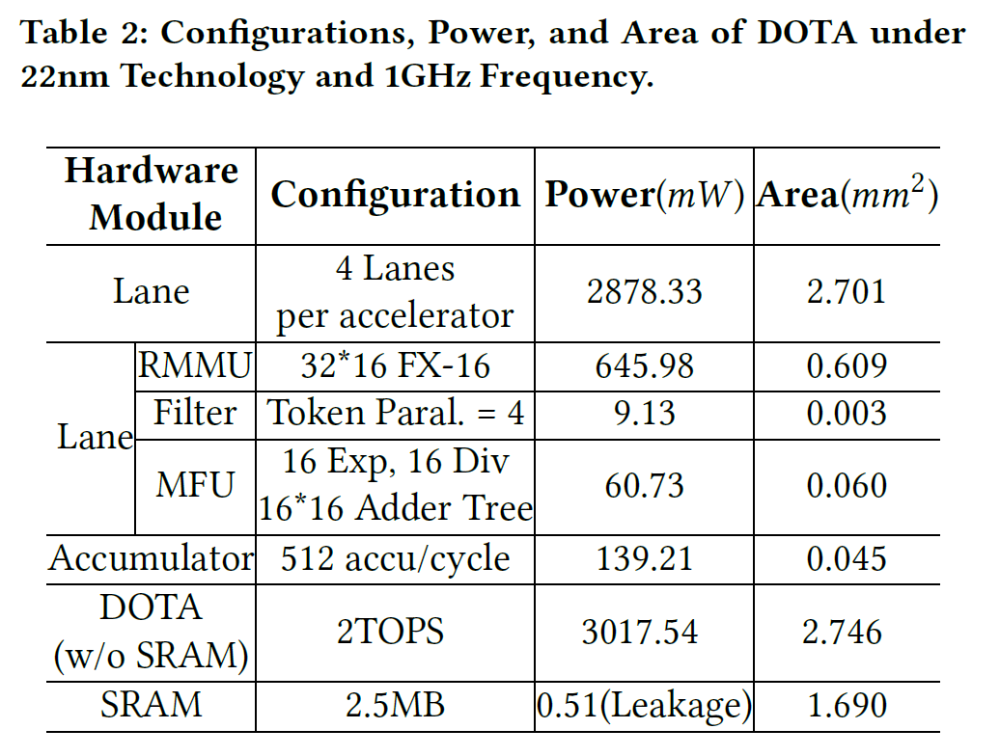 Table 2: Configurations, Power, and Area of DOTA under
22nm Technology and 1GHz Frequency.
Hardware Module Configuration Power(mW) Area(mm²)
Lane 4 Lanes per accelerator 2878.33 2.701
Lane RMMU 32*16 FX-16 645.98 0.609
Filter Token Paral. = 4 9.13 0.003
MFU 16 Exp, 16 Div 16*16 Adder Tree 60.73 0.060
Accumulator 512 accu/cycle 139.21 0.045
DOTA (w/o SRAM) 2TOPS 3017.54 2.746
SRAM 2.5MB 0.51(Leakage) 1.690